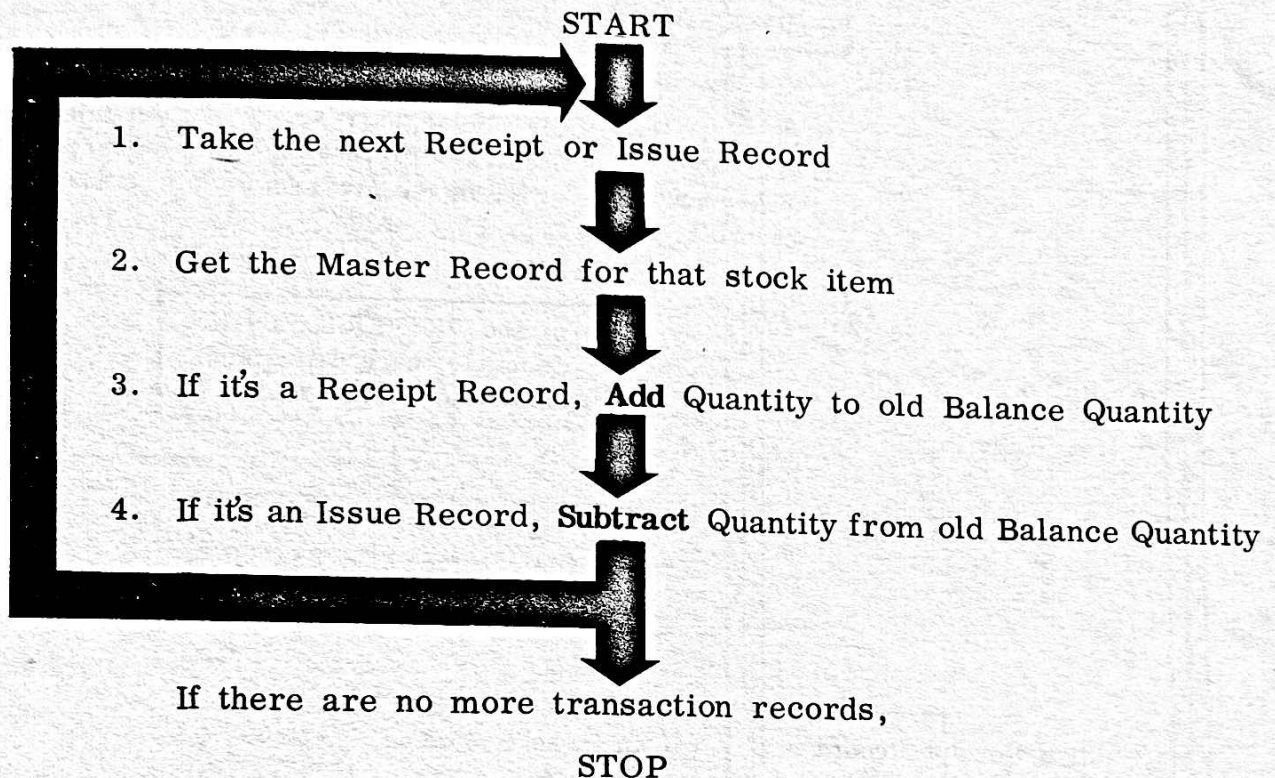 START
1. Take the next Receipt or Issue Record
2. Get the Master Record for that stock item
3. If it's a Receipt Record, Add Quantity to old Balance Quantity
4. If it's an Issue Record, Subtract Quantity from old Balance Quantity
If there are no more transaction records,
STOP